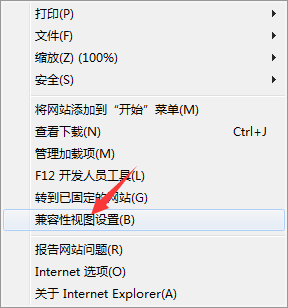 打印(P)
文件(F)
缩放(Z) (100%)
安全(S)
将网站添加到“开始”菜单(M)
查看下载(N) Ctrl+J
管理加载项(M)
F12 开发人员工具(L)
转到已固定的网站(G)
兼容性视图设置(B)
报告网站问题(R)
Internet 选项(O)
关于 Internet Explorer(A)